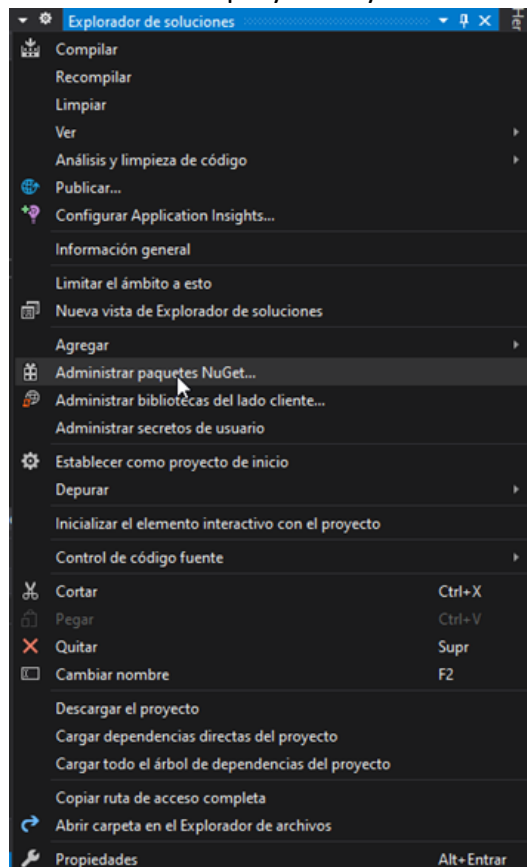 Explorador de soluciones
Her
Compilar
Recompilar
Limpiar
Ver
Análisis y limpieza de código
Publicar...
Configurar Application Insights...
Información general
Limitar el ámbito a esto
Nueva vista de Explorador de soluciones
Agregar
Administrar paquetes NuGet...
Administrar bibliotecas del lado cliente...
Administrar secretos de usuario
Establecer como proyecto de inicio
Depurar
Inicializar el elemento interactivo con el proyecto
Control de código fuente
Cortar Ctrl+X
Pegar Ctrl+V
Quitar Supr
Cambiar nombre F2
Descargar el proyecto
Cargar dependencias directas del proyecto
Cargar todo el árbol de dependencias del proyecto
Copiar ruta de acceso completa
Abrir carpeta en el Explorador de archivos
Propiedades Alt+Entrar